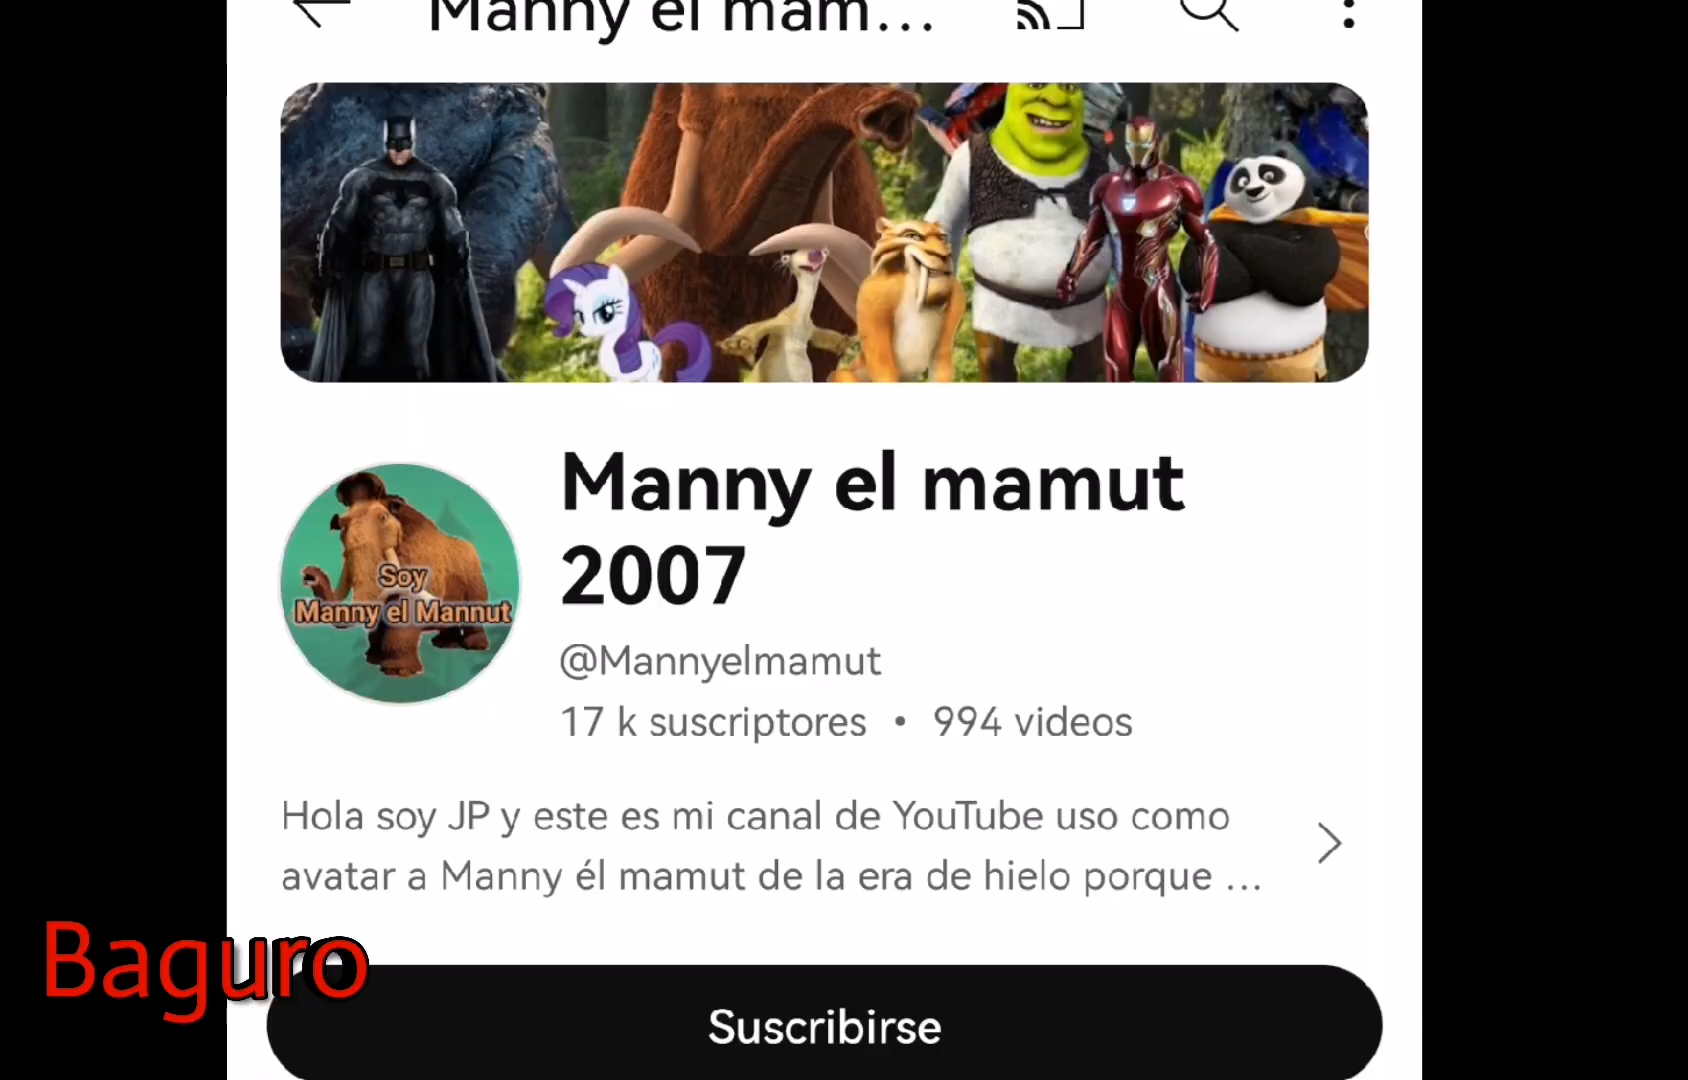 Manny el mam...
Manny el mamut
2007
Soy
Manny el Mannut
@Mannyelmamut
17 k suscriptores • 994 videos
Hola soy JP y este es mi canal de YouTube uso como
avatar a Manny él mamut de la era de hielo porque ...
Baguro
Suscribirse